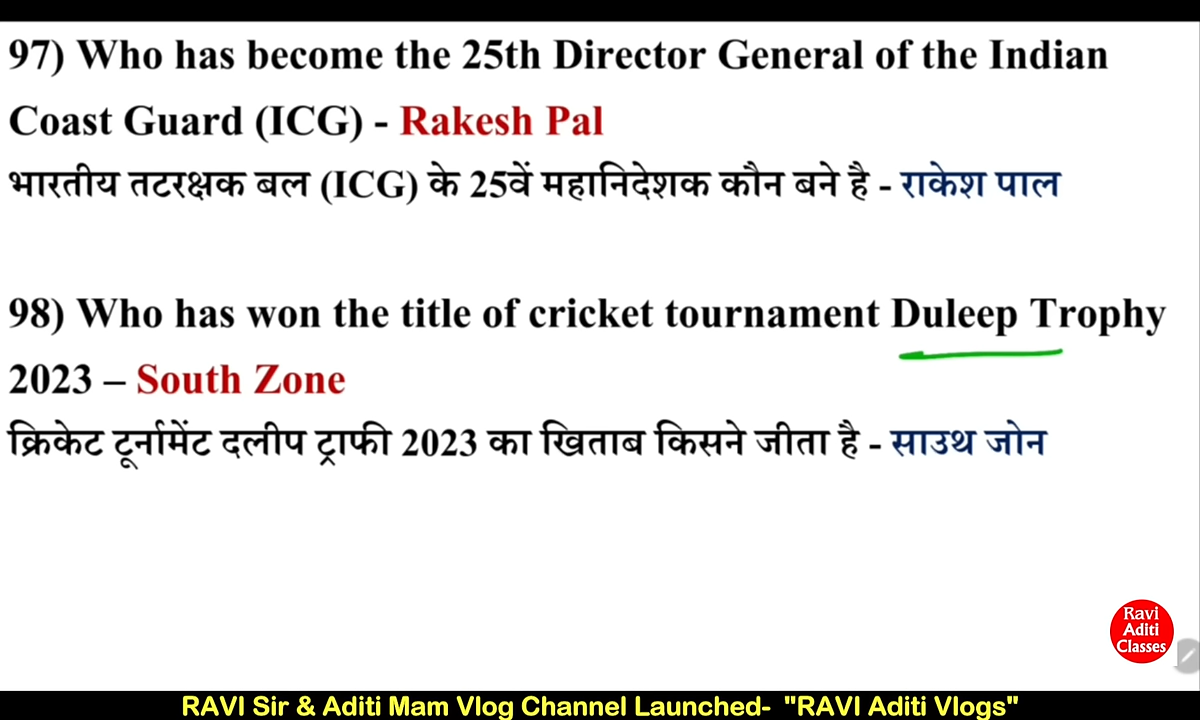 97) Who has become the 25th Director General of the Indian
Coast Guard (ICG) - Rakesh Pal
भारतीय तटरक्षक बल (ICG) के 25वें महानिदेशक कौन बने है - राकेश पाल
98) Who has won the title of cricket tournament Duleep Trophy
2023 – South Zone
क्रिकेट टूर्नामेंट दलीप ट्राफी 2023 का खिताब किसने जीता है - साउथ जोन
Ravi
Aditi
Classes
RAVI Sir & Aditi Mam Vlog Channel Launched- "RAVI Aditi Vlogs"